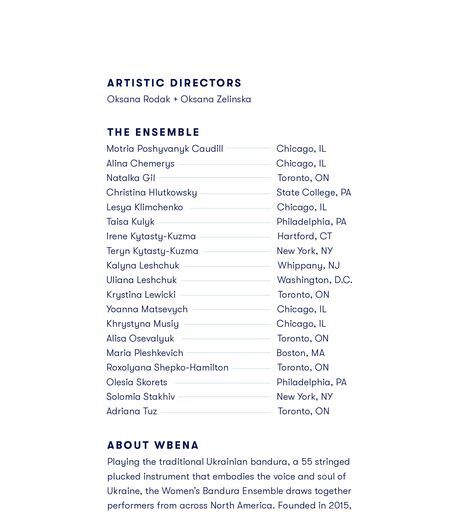 ARTISTIC DIRECTORS
Oksana Rodak + Oksana Zelinska
THE ENSEMBLE
Motria Poshyvanyk Caudill Chicago, IL
Alina Chemerys Chicago, IL
Natalka Gil Toronto, ON
Christina Hlutkowsky State College, PA
Lesya Klimchenko Chicago, IL
Taisa Kulyk Philadelphia, PA
Irene Kytasty-Kuzma Hartford, CT
Teryn Kytasty-Kuzma New York, NY
Kalyna Leshchuk Whippany, NJ
Uliana Leshchuk Washington, D.C.
Krystina Lewicki Toronto, ON
Yoanna Matsevych Chicago, IL
Khrystyna Musiy Chicago, IL
Alisa Osevalyuk Toronto, ON
Maria Pleshkevich Boston, MA
Roxolyana Shepko-Hamilton Toronto, ON
Olesia Skorets Philadelphia, PA
Solomia Stakhiv New York, NY
Adriana Tuz Toronto, ON
ABOUT WBENA
Playing the traditional Ukrainian bandura, a 55 stringed
plucked instrument that embodies the voice and soul of
Ukraine, the Women's Bandura Ensemble draws together
performers from across North America. Founded in 2015,